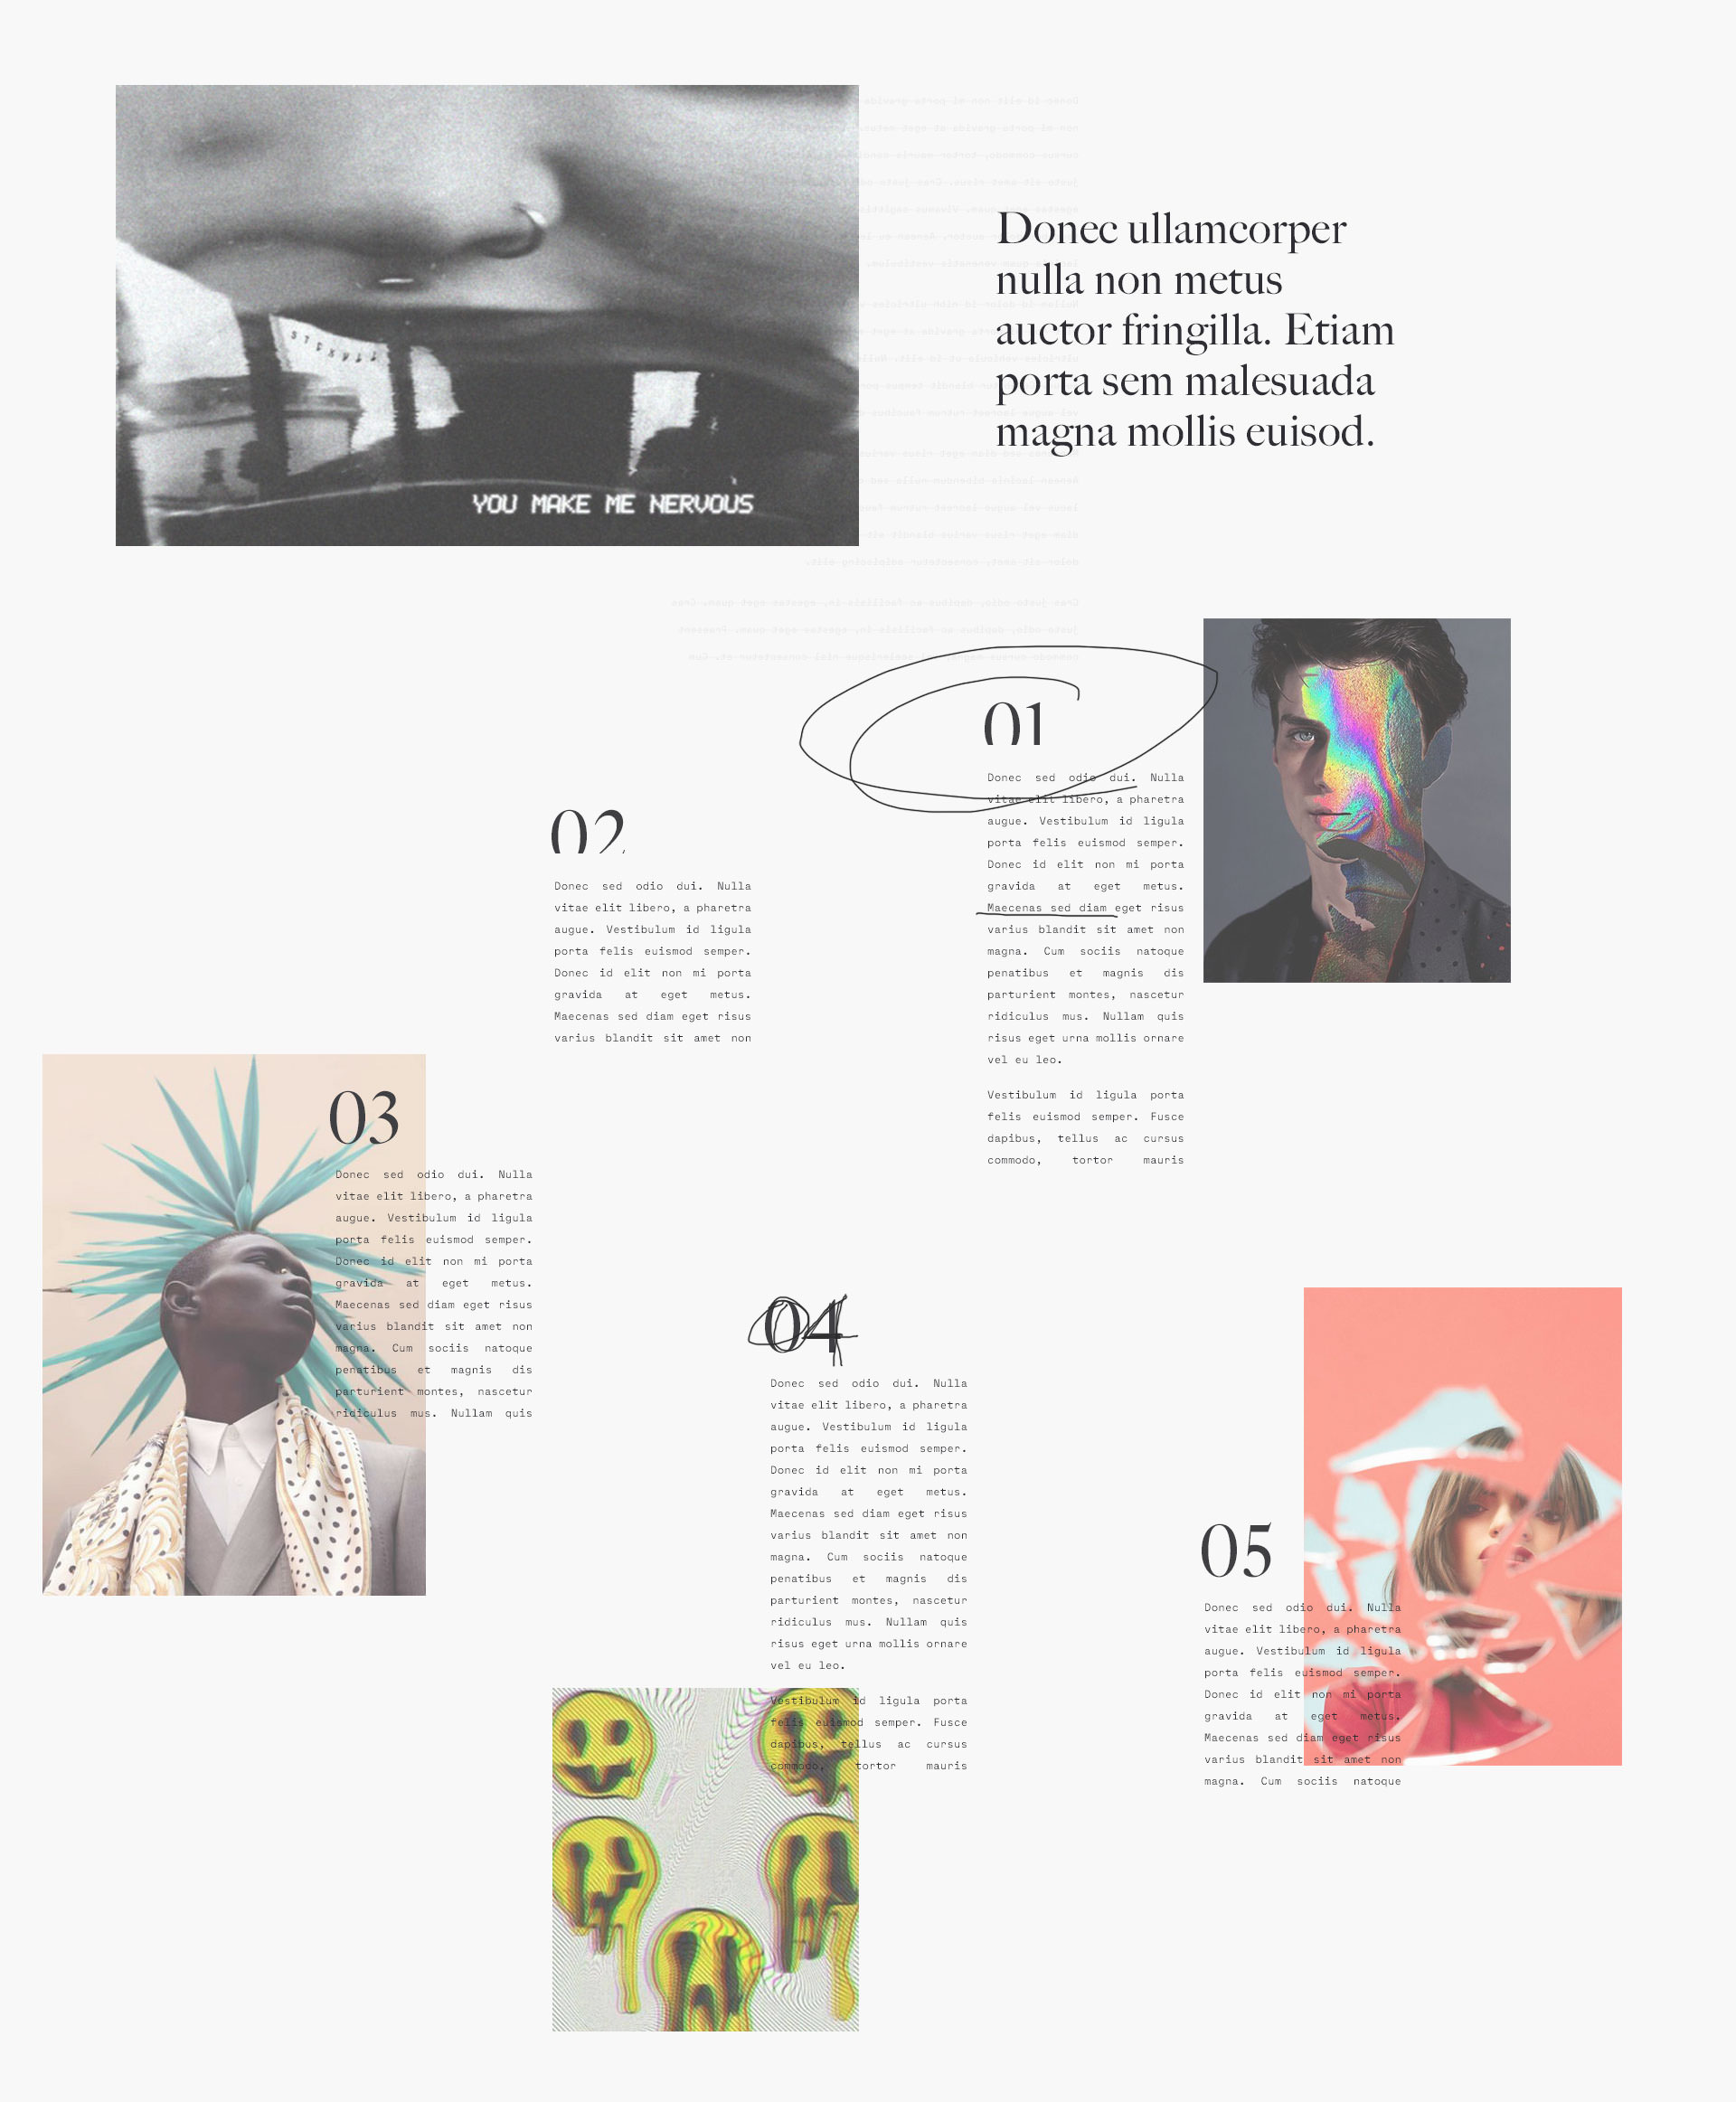 YOU MAKE ME NERVOUS
Donec ullamcorper
nulla non metus
auctor fringilla. Etiam
porta sem malesuada
magna mollis euisod.
01
Donec sed odio dui. Nulla
vitae elit libero, a pharetra
augue. Vestibulum id ligula
porta felis euismod semper.
Donec id elit non mi porta
gravida at eget metus.
Maecenas sed diam eget risus
varius blandit sit amet non
magna. Cum sociis natoque
penatibus et magnis dis
parturient montes, nascetur
ridiculus mus. Nullam quis
risus eget urna mollis ornare
vel eu leo.
Vestibulum id ligula porta
felis euismod semper. Fusce
dapibus, tellus ac cursus
commodo, tortor mauris
02
Donec sed odio dui. Nulla
vitae elit libero, a pharetra
augue. Vestibulum id ligula
porta felis euismod semper.
Donec id elit non mi porta
gravida at eget metus.
Maecenas sed diam eget risus
varius blandit sit amet non
03
Donec sed odio dui. Nulla
vitae elit libero, a pharetra
augue. Vestibulum id ligula
porta felis euismod semper.
Donec id elit non mi porta
gravida at eget metus.
Maecenas sed diam eget risus
varius blandit sit amet non
magna. Cum sociis natoque
penatibus et magnis dis
parturient montes, nascetur
ridiculus mus. Nullam quis
04
Donec sed odio dui. Nulla
vitae elit libero, a pharetra
augue. Vestibulum id ligula
porta felis euismod semper.
Donec id elit non mi porta
gravida at eget metus.
Maecenas sed diam eget risus
varius blandit sit amet non
magna. Cum sociis natoque
penatibus et magnis dis
parturient montes, nascetur
ridiculus mus. Nullam quis
risus eget urna mollis ornare
vel eu leo.
Vestibulum id ligula porta
felis euismod semper. Fusce
dapibus, tellus ac cursus
commodo, tortor mauris
05
Donec sed odio dui. Nulla
vitae elit libero, a pharetra
augue. Vestibulum id ligula
porta felis euismod semper.
Donec id elit non mi porta
gravida at eget metus.
Maecenas sed diam eget risus
varius blandit sit amet non
magna. Cum sociis natoque